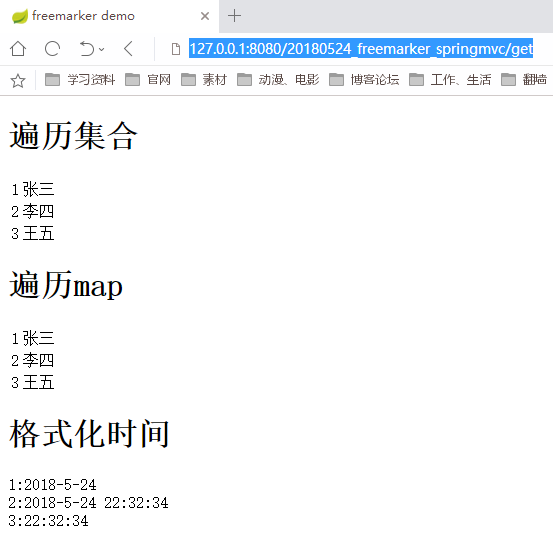 freemarker demo
127.0.0.1:8080/20180524_freemarker_springmvc/get
学习资料 官网 素材 动漫、电影 博客论坛 工作、生活 翻墙
遍历集合
1 张三
2 李四
3 王五
遍历map
1 张三
2 李四
3 王五
格式化时间
1:2018-5-24
2:2018-5-24 22:32:34
3:22:32:34